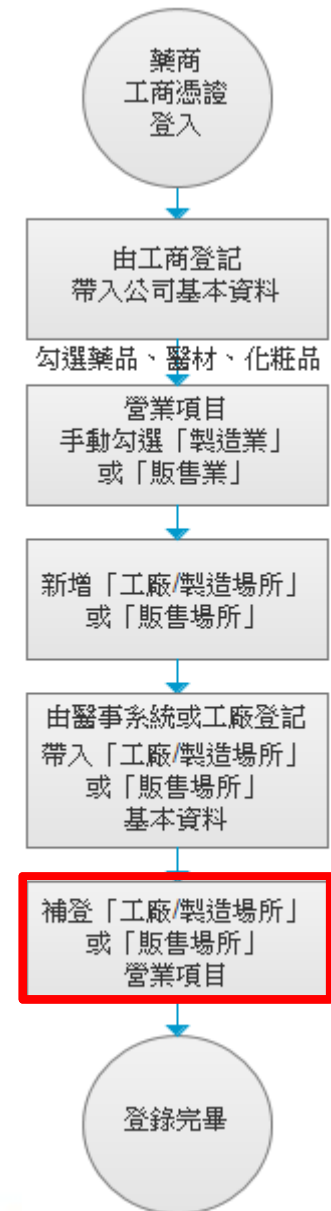 藥商
工商憑證
登入
由工商登記
帶入公司基本資料
勾選藥品、醫材、化粧品
營業項目
手動勾選「製造業」
或「販售業」
新增「工廠/製造場所」
或「販售場所」
由醫事系統或工廠登記
帶入「工廠/製造場所」
或「販售場所」
基本資料
補登「工廠/製造場所」
或「販售場所」
營業項目
登錄完畢